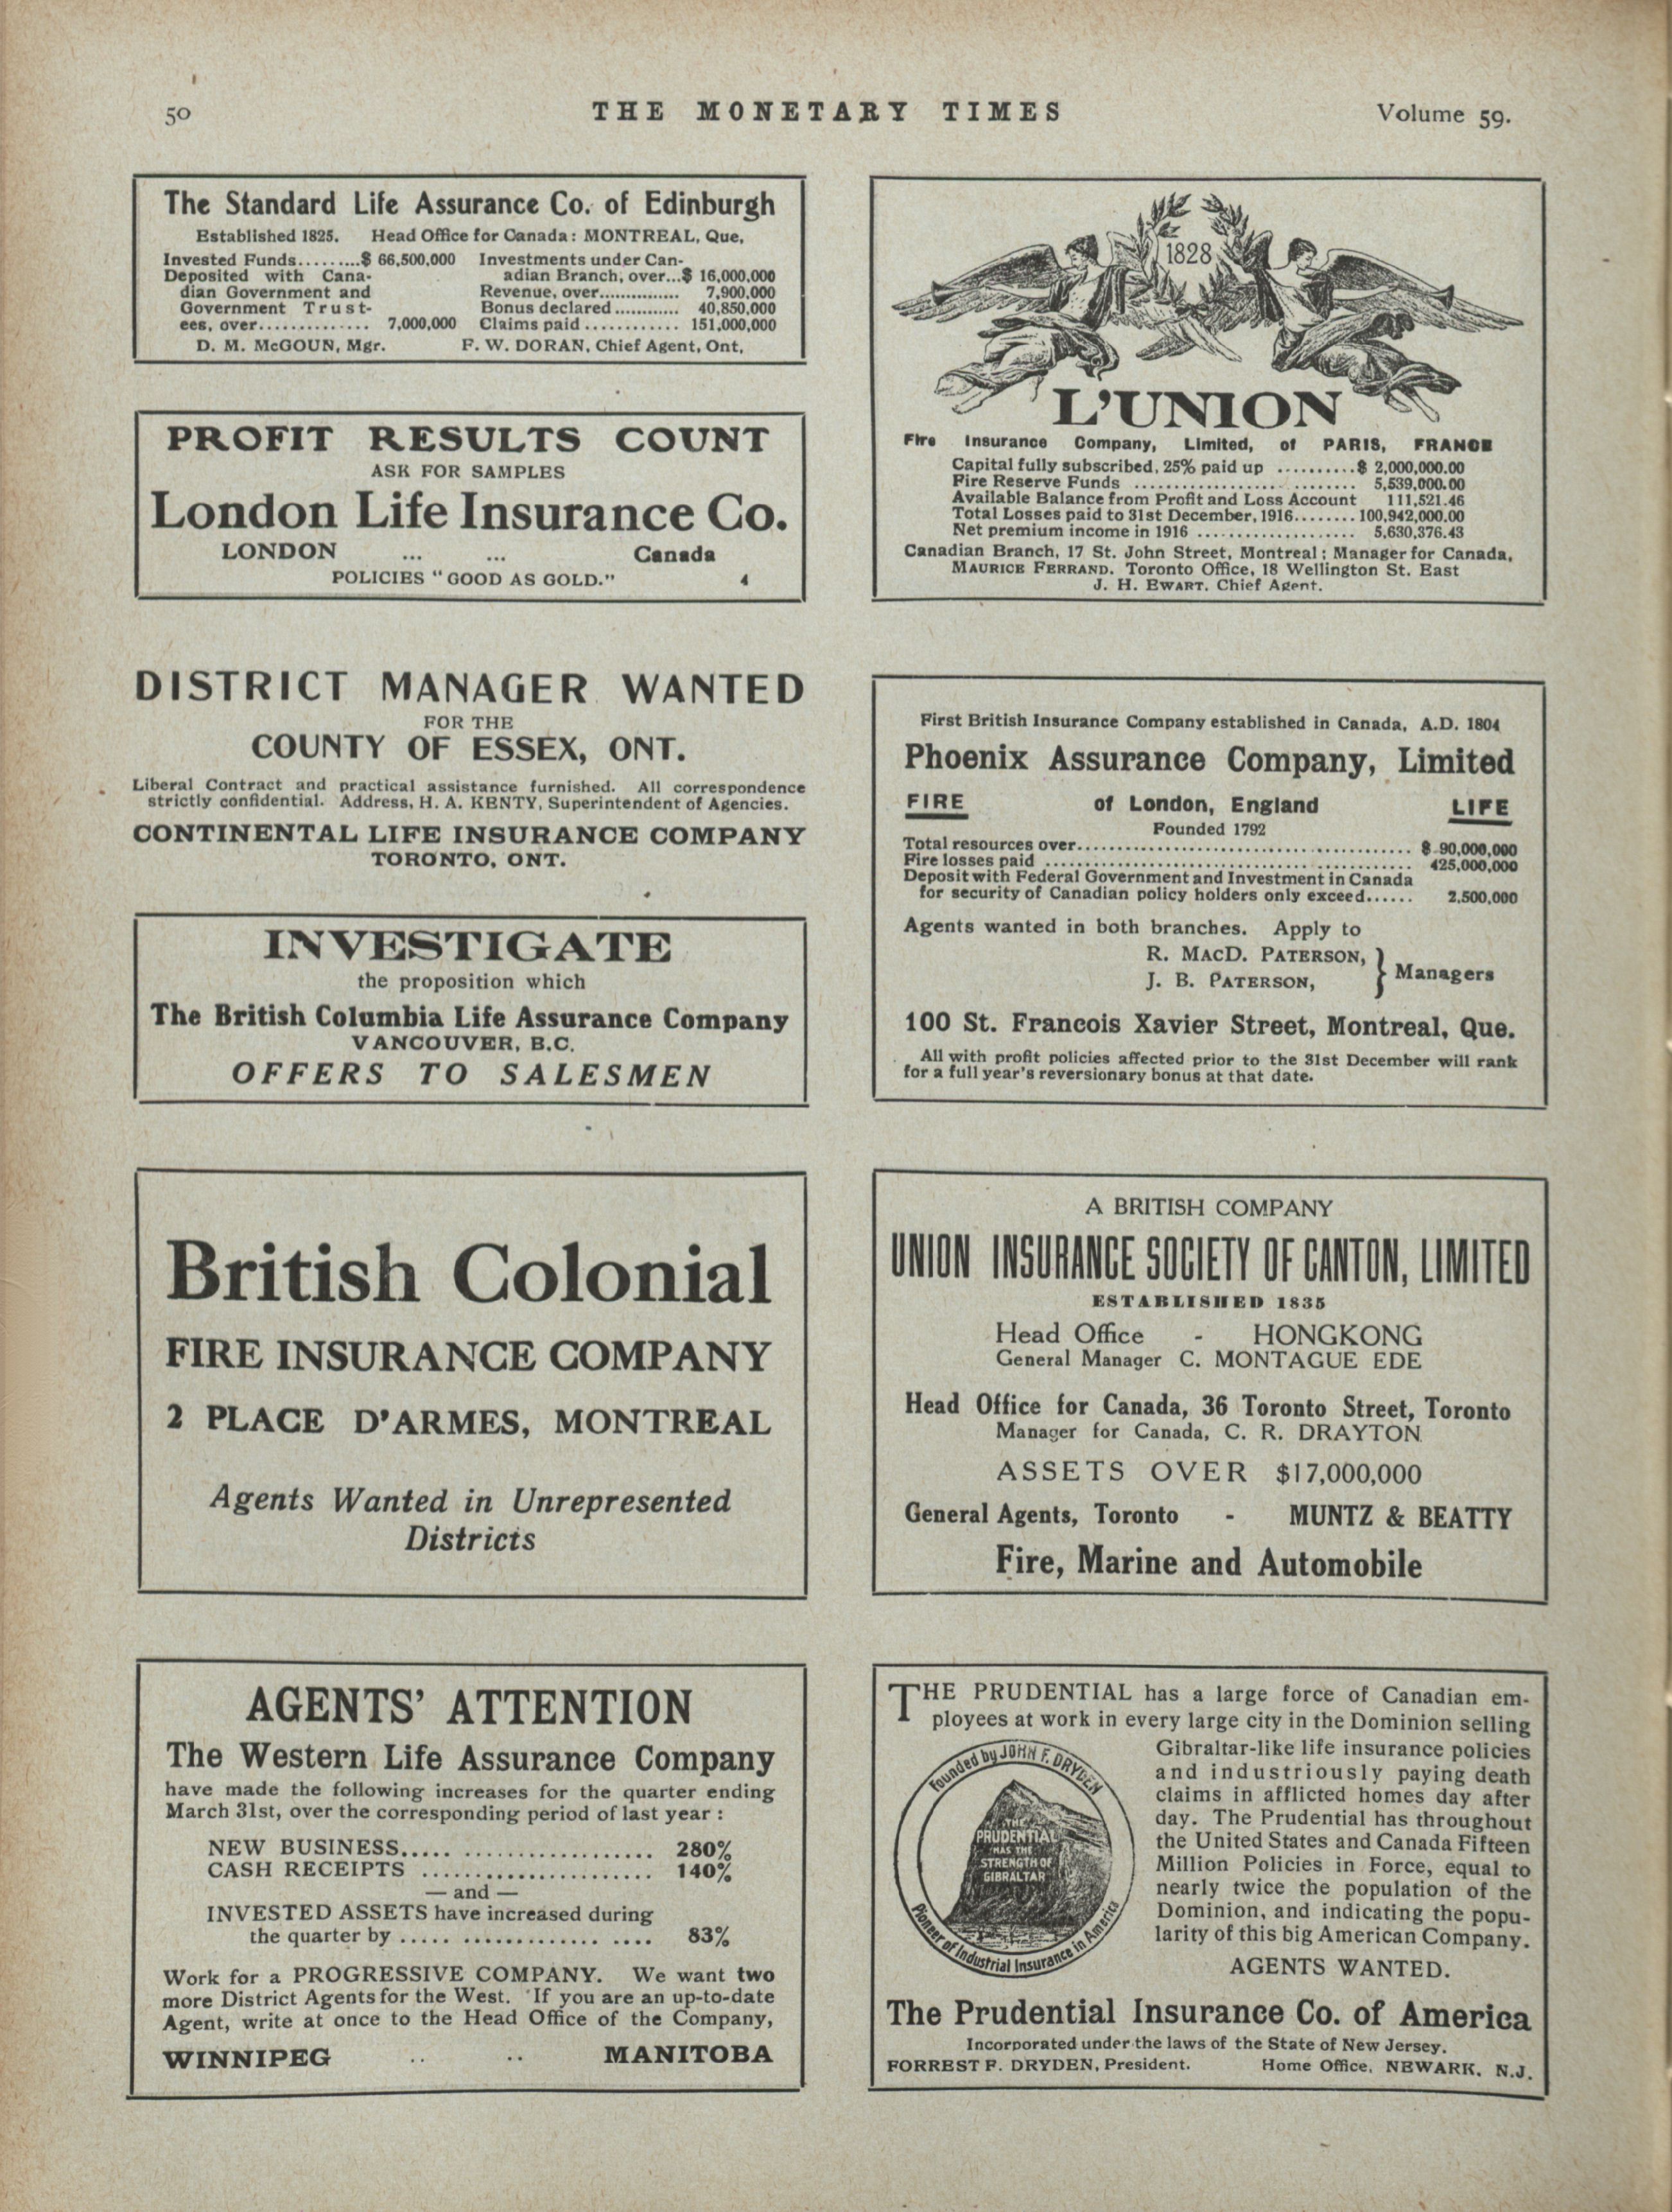 50
THE MONETARY TIMES
Volume 59.
The Standard Life Assurance Co. of Edinburgh
Established 1825. Head Office for Canada: MONTREAL, Que,
Invested Funds.........$ 66,500,000
Deposited with Cana-
dian Government and
Government Trust-
ees, over.............. 7,000,000
Investments under Can-
adian Branch, over...$ 16,000,000
Revenue, over............... 7,900,000
Bonus declared............ 40,850,000
Claims paid............ 151,000,000
D. M. McGOUN, Mgr. F. W. DORAN, Chief Agent, Ont,
PROFIT RESULTS COUNT
ASK FOR SAMPLES
London Life Insurance Co.
LONDON ... ... Canada
POLICIES "GOOD AS GOLD." 4
DISTRICT MANAGER WANTED
FOR THE
COUNTY OF ESSEX, ONT.
Liberal Contract and practical assistance furnished. All correspondence
strictly confidential. Address, H. A. KENTY, Superintendent of Agencies.
CONTINENTAL LIFE INSURANCE COMPANY
TORONTO, ONT.
INVESTIGATE
the proposition which
The British Columbia Life Assurance Company
VANCOUVER, B.C.
OFFERS TO SALESMEN
British Colonial
FIRE INSURANCE COMPANY
2 PLACE D'ARMES, MONTREAL
Agents Wanted in Unrepresented
Districts
AGENTS' ATTENTION
The Western Life Assurance Company
have made the following increases for the quarter ending
March 31st, over the corresponding period of last year :
NEW BUSINESS..... .................. 280%
CASH RECEIPTS ...................... 140%
— and —
INVESTED ASSETS have increased during
the quarter by ..... ............. .... 83%
Work for a PROGRESSIVE COMPANY. We want two
more District Agents for the West. If you are an up-to-date
Agent, write at once to the Head Office of the Company,
WINNIPEG .. .. MANITOBA
1828
L'UNION
Fire Insurance Company, Limited, of PARIS, FRANCE
Capital fully subscribed, 25% paid up ..........$ 2,000,000.00
Fire Reserve Funds ............................ 5,539,000.00
Available Balance from Profit and Loss Account 111,521.46
Total Losses paid to 31st December, 1916........ 100,942,000.00
Net premium income in 1916 .................... 5,630,376.43
Canadian Branch, 17 St. John Street, Montreal; Manager for Canada,
MAURICE FERRAND. Toronto Office, 18 Wellington St. East
J. H. EWART, Chief Agent.
First British Insurance Company established in Canada, A.D. 1804
Phoenix Assurance Company, Limited
FIRE of London, England LIFE
Founded 1792
Total resources over.......................................... $ 90,000,000
Fire losses paid ............................................. 425,000,000
Deposit with Federal Government and Investment in Canada
for security of Canadian policy holders only exceed...... 2,500,000
Agents wanted in both branches. Apply to
R. MACD. PATERSON,
J. B. PATERSON,
} Managers
100 St. Francois Xavier Street, Montreal, Que.
All with profit policies affected prior to the 31st December will rank
for a full year's reversionary bonus at that date.
A BRITISH COMPANY
UNION INSURANCE SOCIETY OF CANTON, LIMITED
ESTABLISHED 1835
Head Office - HONGKONG
General Manager C. MONTAGUE EDE
Head Office for Canada, 36 Toronto Street, Toronto
Manager for Canada, C. R. DRAYTON
ASSETS OVER $17,000,000
General Agents, Toronto - MUNTZ & BEATTY
Fire, Marine and Automobile
THE PRUDENTIAL has a large force of Canadian em-
ployees at work in every large city in the Dominion selling
Gibraltar-like life insurance policies
and industriously paying death
claims in afflicted homes day after
day. The Prudential has throughout
the United States and Canada Fifteen
Million Policies in Force, equal to
nearly twice the population of the
Dominion, and indicating the popu-
larity of this big American Company.
AGENTS WANTED.
Founded by JOHN F. DRYDEN
THE
PRUDENTIAL
HAS THE
STRENGTH OF
GIBRALTAR
Pioneer of Industrial Insurance in America
The Prudential Insurance Co. of America
Incorporated under the laws of the State of New Jersey.
FORREST F. DRYDEN, President. Home Office, NEWARK, N.J.